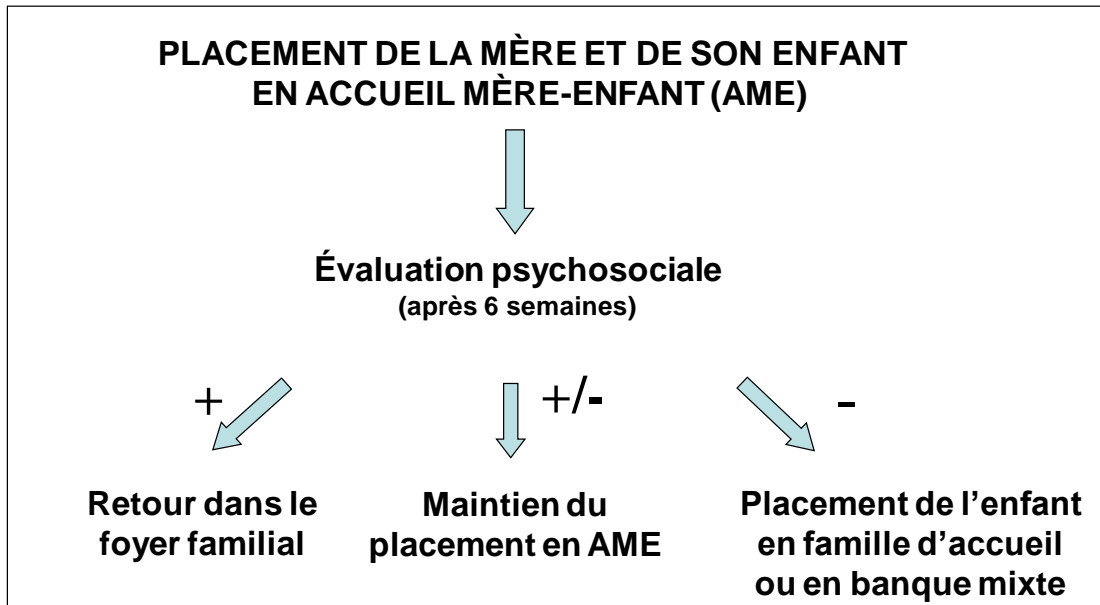 PLACEMENT DE LA MÈRE ET DE SON ENFANT
EN ACCUEIL MÈRE-ENFANT (AME)
Évaluation psychosociale
(après 6 semaines)
+
+/-
-
Retour dans le
foyer familial
Maintien du
placement en AME
Placement de l'enfant
en famille d'accueil
ou en banque mixte